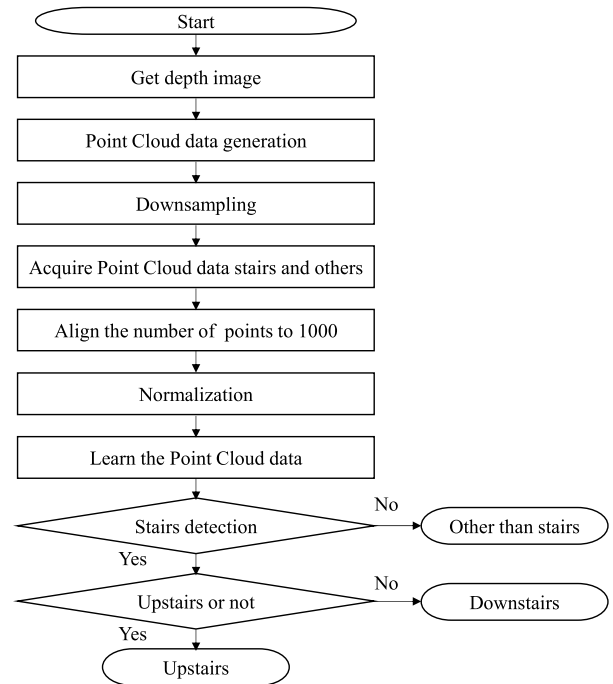 Start
Get depth image
Point Cloud data generation
Downsampling
Acquire Point Cloud data stairs and others
Align the number of points to 1000
Normalization
Learn the Point Cloud data
Stairs detection
No
Other than stairs
Yes
Upstairs or not
No
Downstairs
Yes
Upstairs